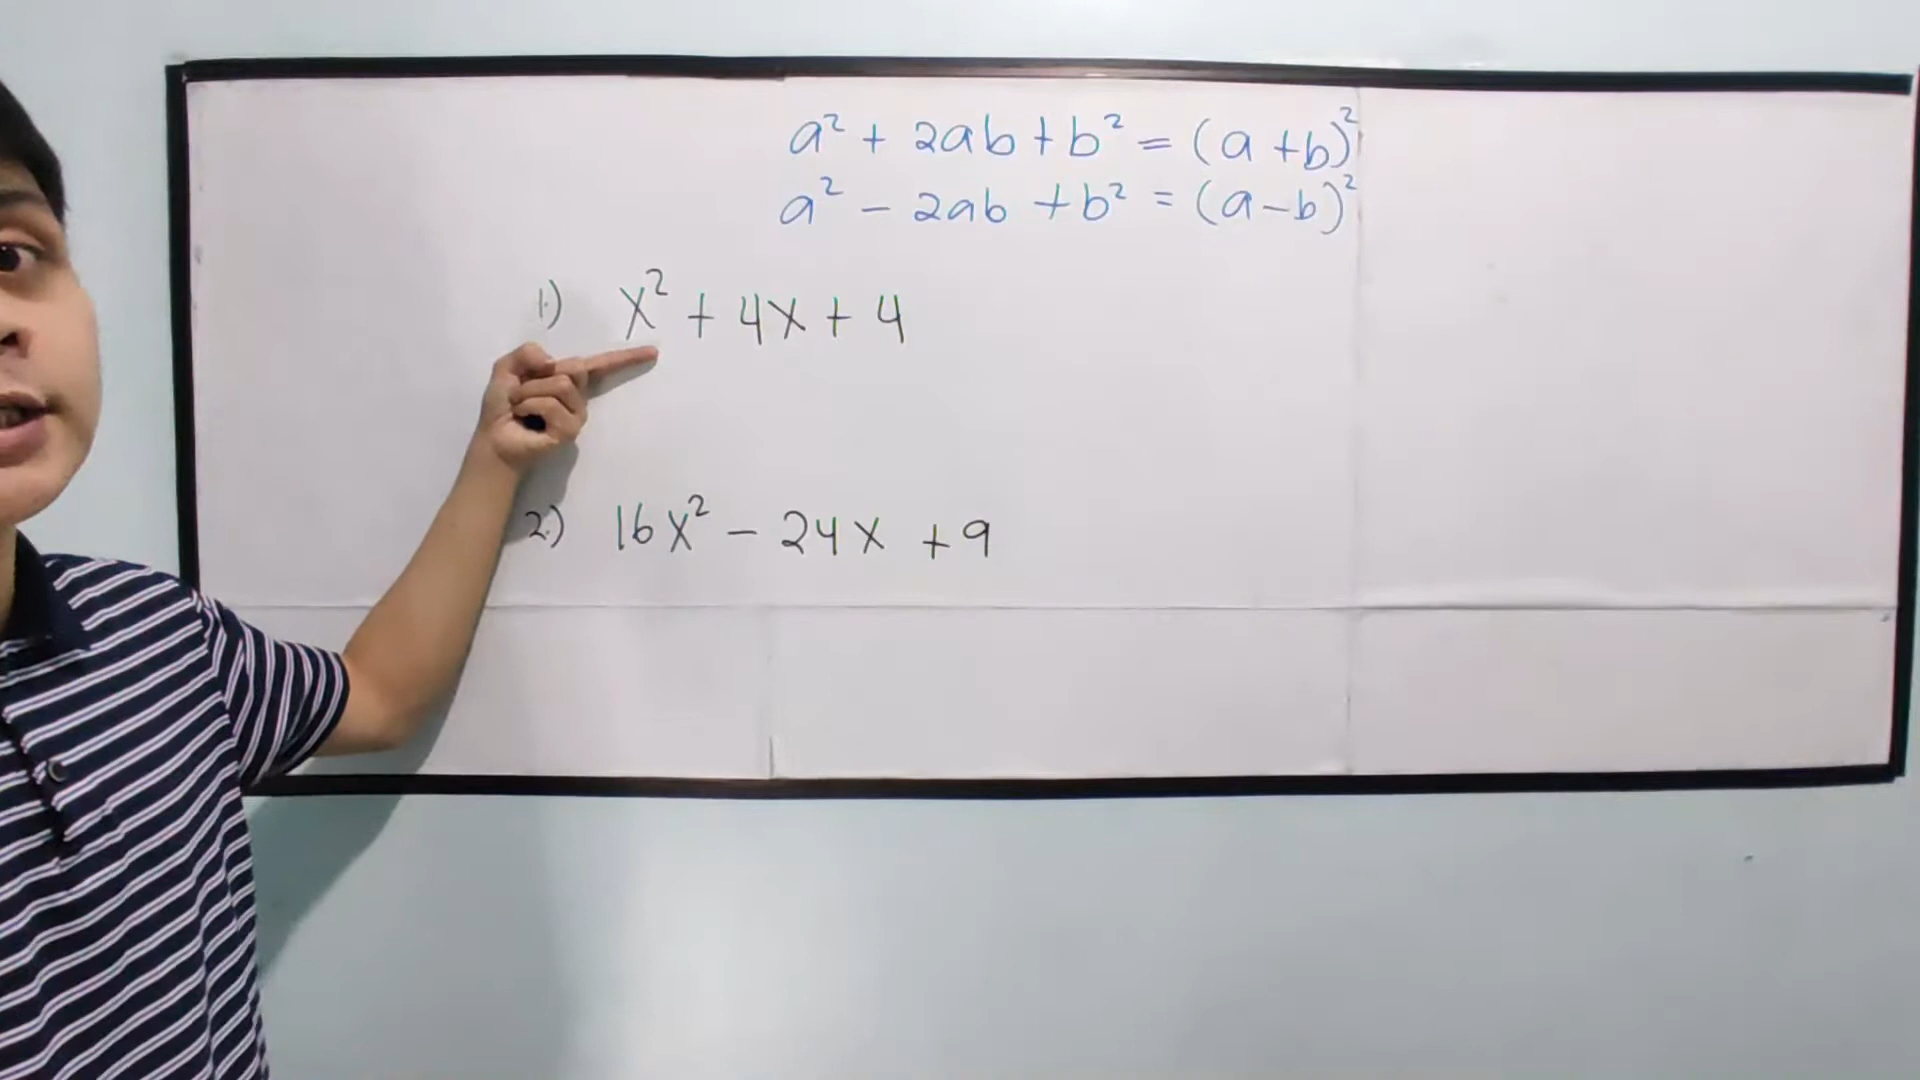 a² + 2ab + b² = (a + b)²
a² - 2ab + b² = (a - b)²
1.) x² + 4x + 4
2.) 16x² - 24x + 9